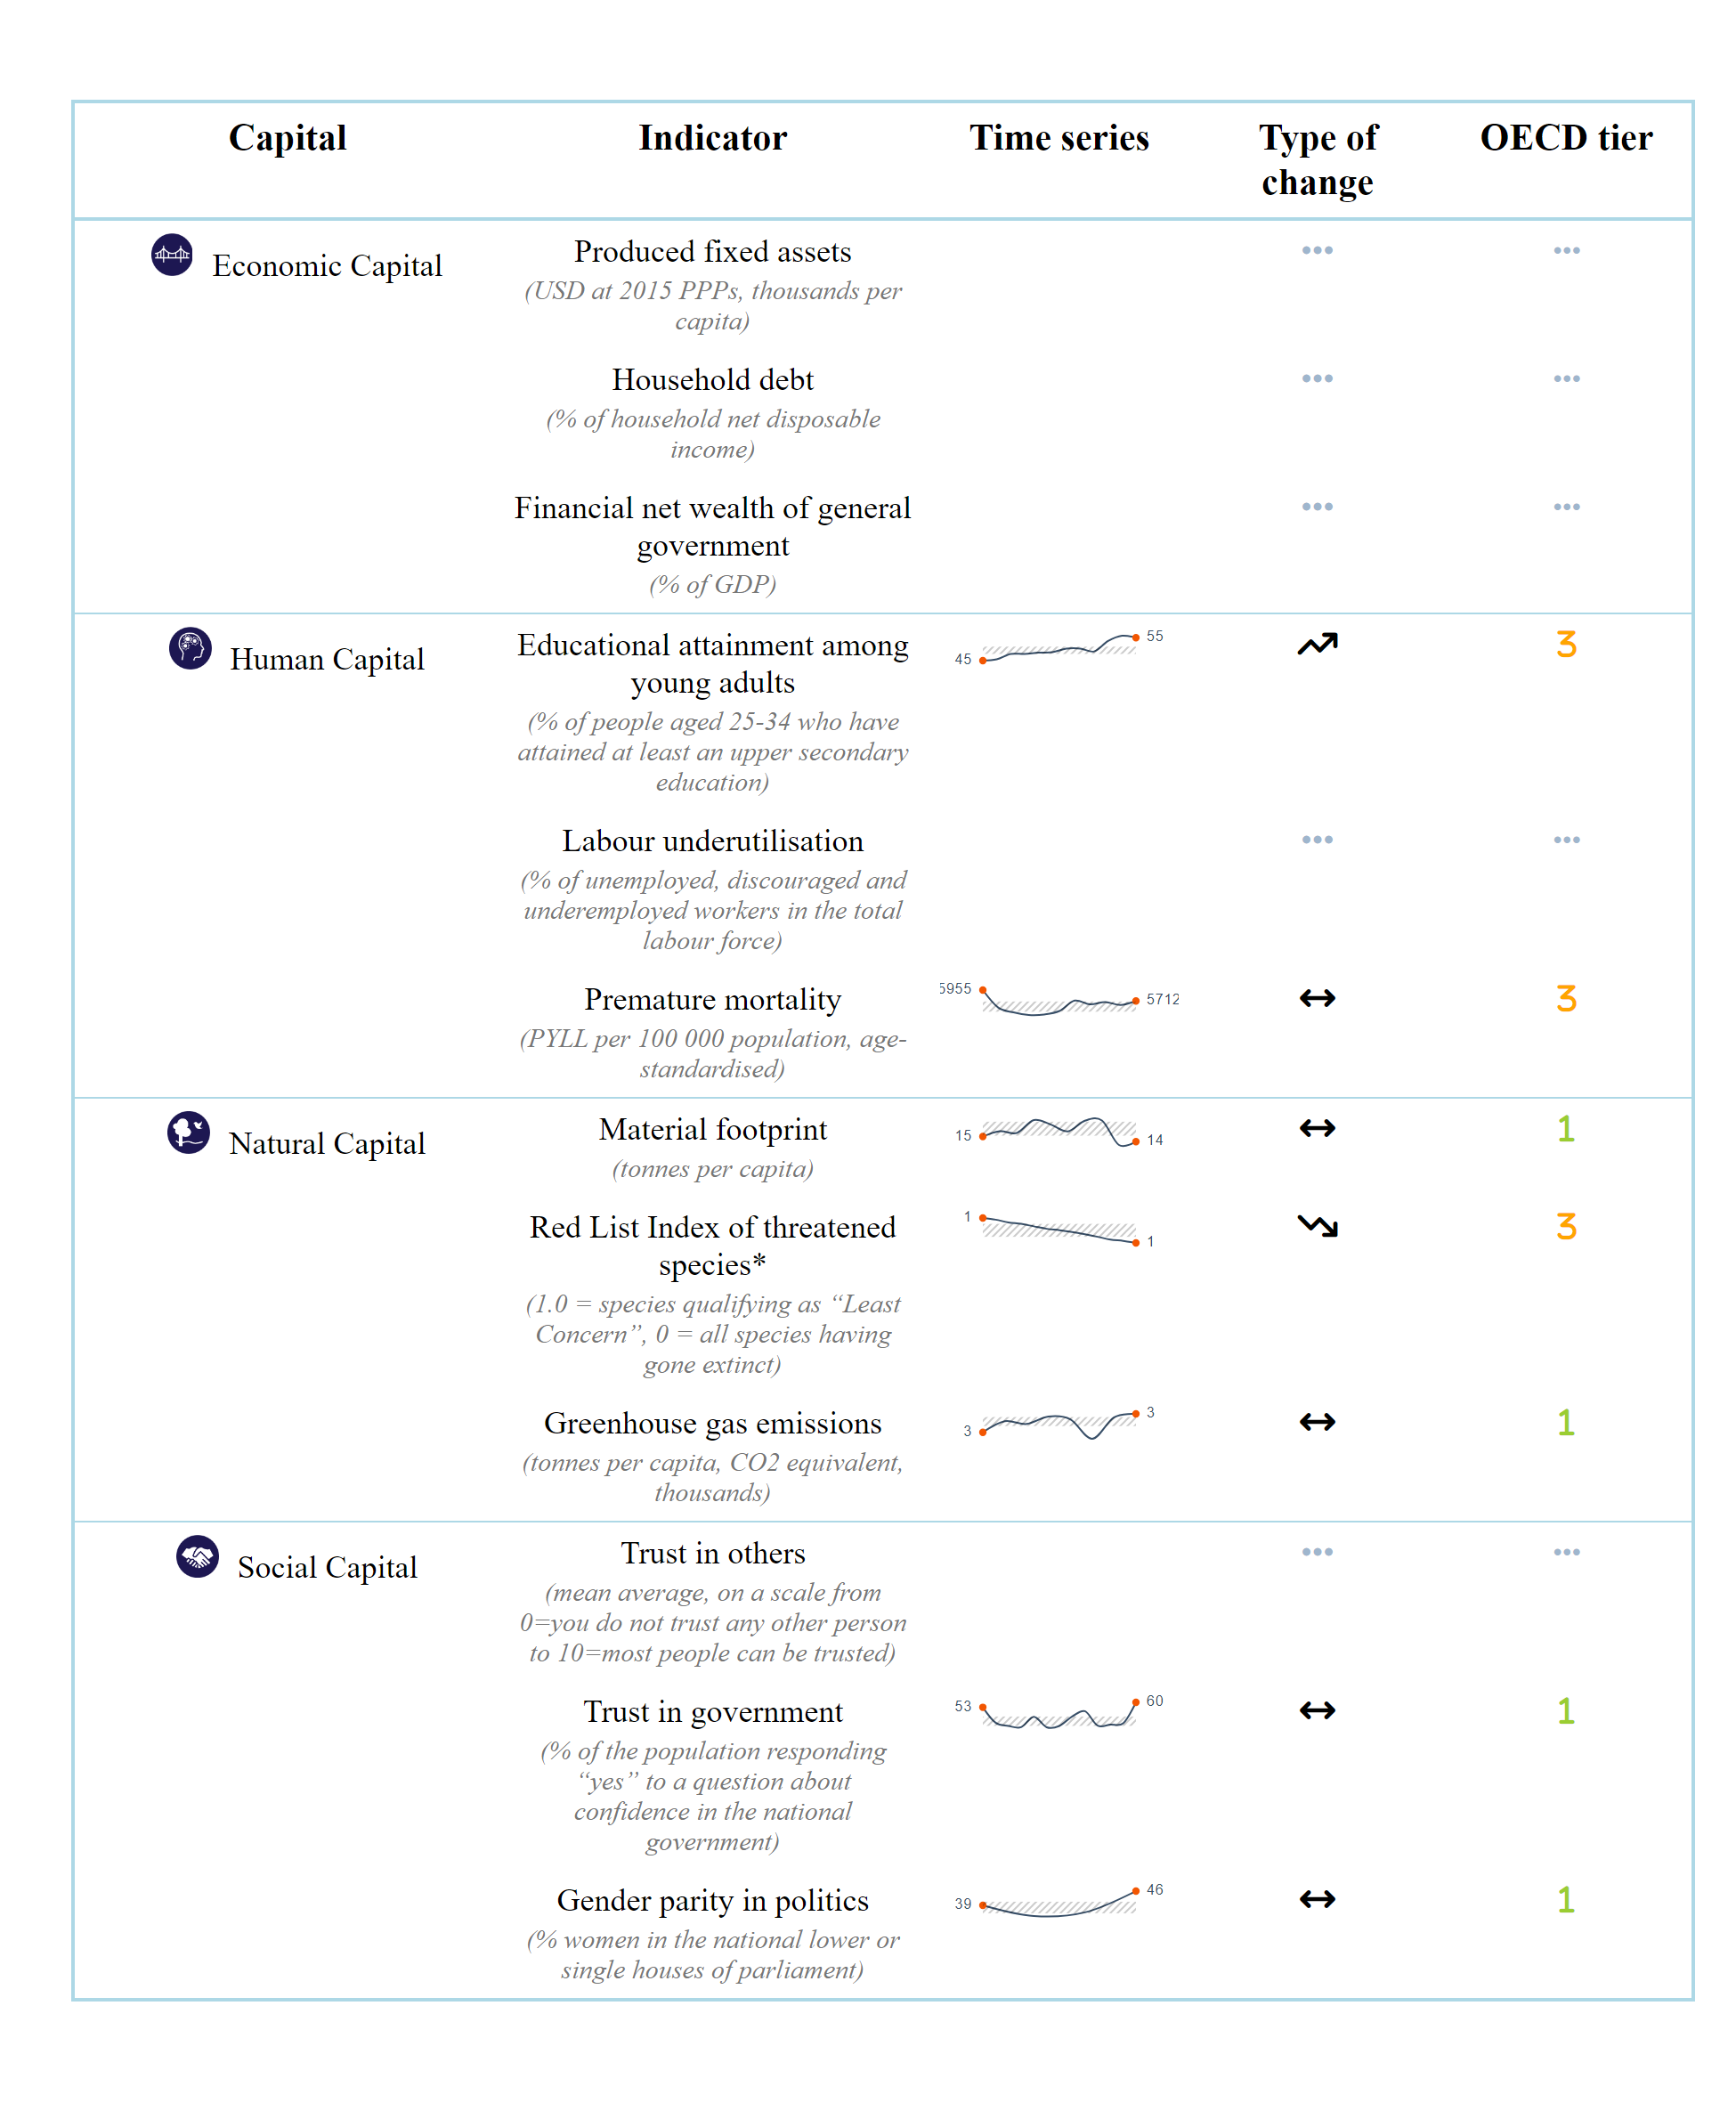 Capital Indicator Time series Type of
change OECD tier
Economic Capital
Produced fixed assets
(USD at 2015 PPPs, thousands per
capita)
•••
•••
Household debt
(% of household net disposable
income)
•••
•••
Financial net wealth of general
government
(% of GDP)
•••
•••
Human Capital
Educational attainment among
young adults
(% of people aged 25-34 who have
attained at least an upper secondary
education)
45 55
3
Labour underutilisation
(% of unemployed, discouraged and
underemployed workers in the total
labour force)
•••
•••
Premature mortality
(PYLL per 100 000 population, age-
standardised)
5955 5712
3
Natural Capital
Material footprint
(tonnes per capita)
15 14
1
Red List Index of threatened
species*
(1.0 = species qualifying as “Least
Concern”, 0 = all species having
gone extinct)
1 1
3
Greenhouse gas emissions
(tonnes per capita, CO2 equivalent,
thousands)
3 3
1
Social Capital
Trust in others
(mean average, on a scale from
0=you do not trust any other person
to 10=most people can be trusted)
•••
•••
Trust in government
(% of the population responding
“yes” to a question about
confidence in the national
government)
53 60
1
Gender parity in politics
(% women in the national lower or
single houses of parliament)
39 46
1